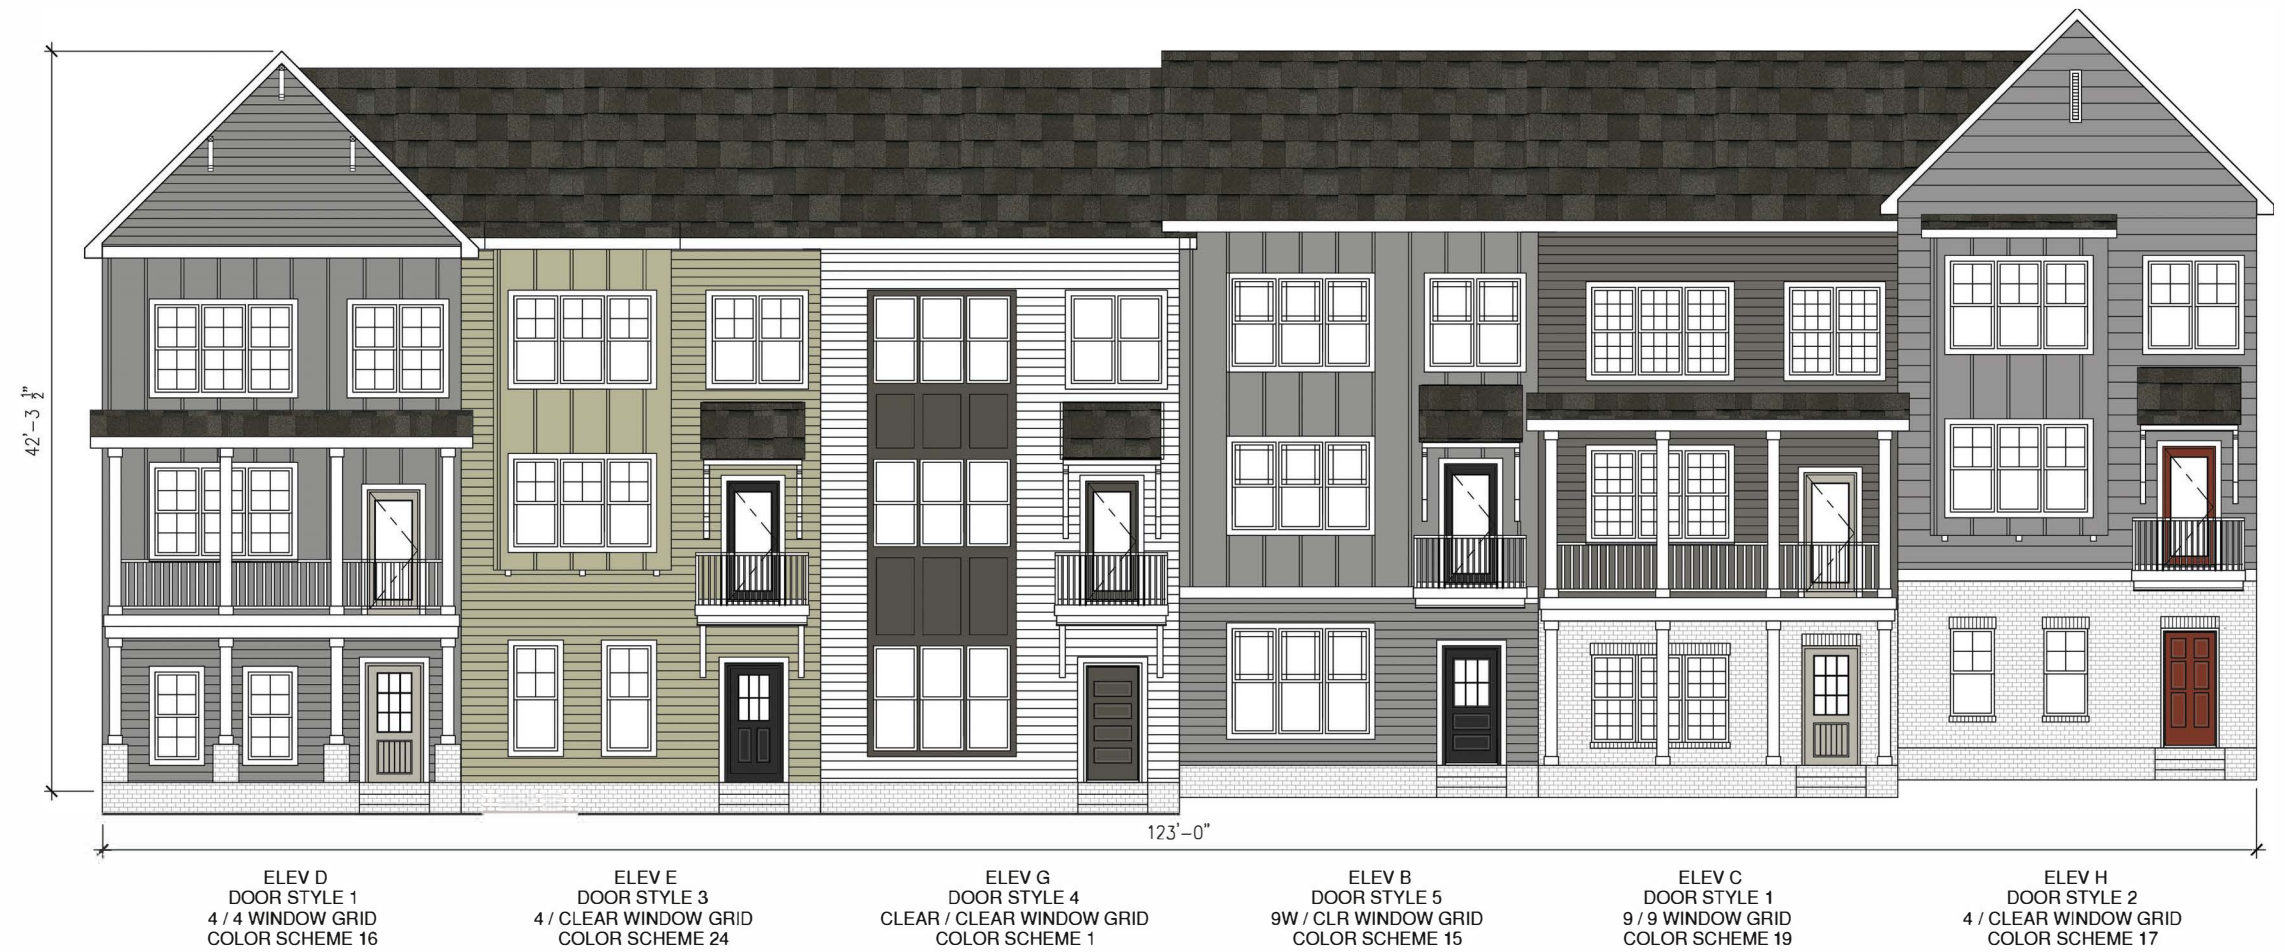 42'-3 1/2"
123'-0"
ELEV D
DOOR STYLE 1
4 / 4 WINDOW GRID
COLOR SCHEME 16
ELEV E
DOOR STYLE 3
4 / CLEAR WINDOW GRID
COLOR SCHEME 24
ELEV G
DOOR STYLE 4
CLEAR / CLEAR WINDOW GRID
COLOR SCHEME 1
ELEV B
DOOR STYLE 5
9W / CLR WINDOW GRID
COLOR SCHEME 15
ELEV C
DOOR STYLE 1
9 / 9 WINDOW GRID
COLOR SCHEME 19
ELEV H
DOOR STYLE 2
4 / CLEAR WINDOW GRID
COLOR SCHEME 17